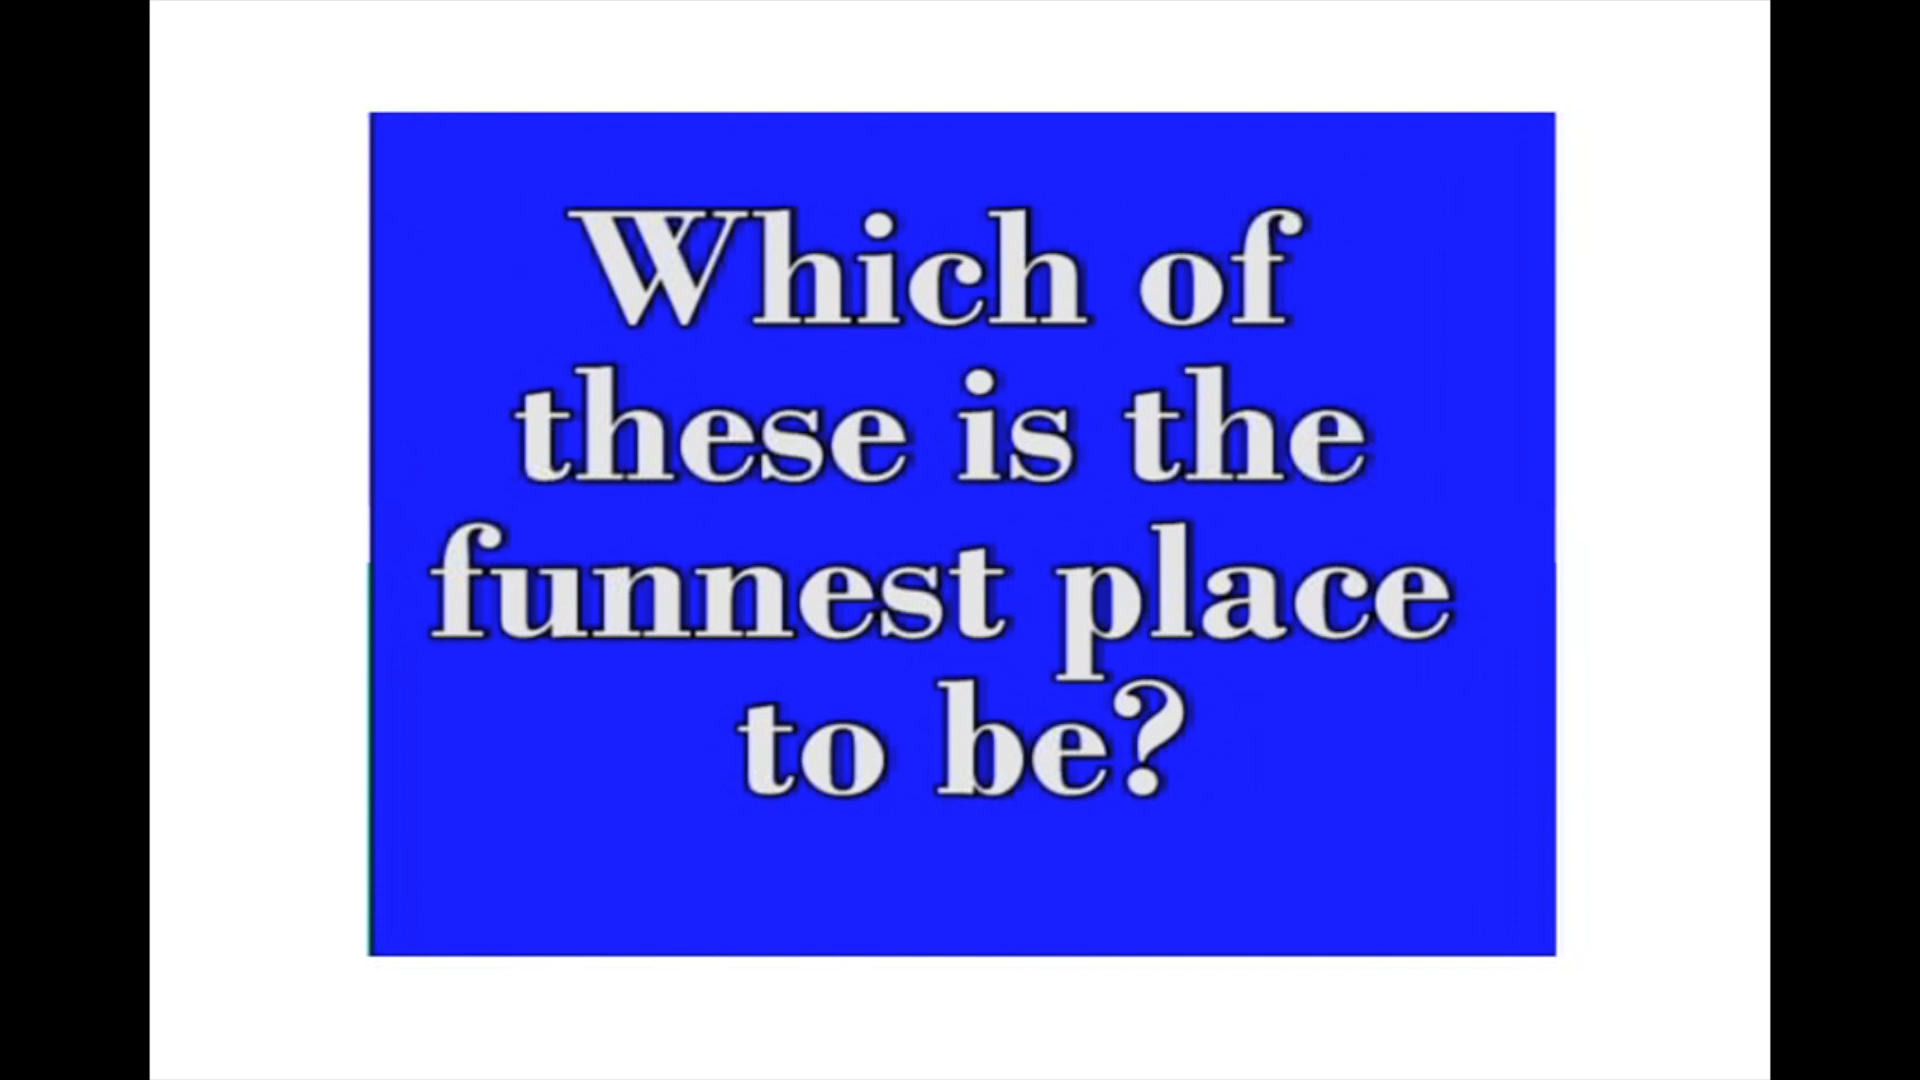 Which of
these is the
funnest place
to be?